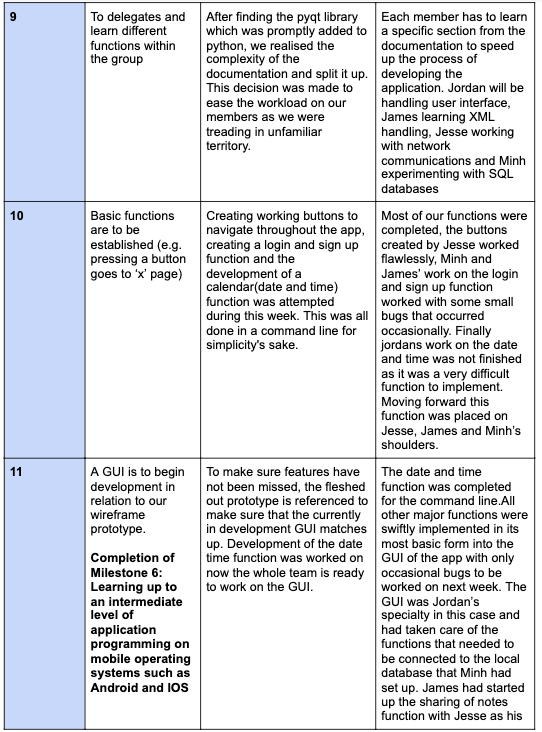 9
To delegates and
learn different
functions within
the group
After finding the pyqt library
which was promptly added to
python, we realised the
complexity of the
documentation and split it up.
This decision was made to
ease the workload on our
members as we were
treading in unfamiliar
territory.
Each member has to learn
a specific section from the
documentation to speed
up the process of
developing the
application. Jordan will be
handling user interface,
James learning XML
handling, Jesse working
with network
communications and Minh
experimenting with SQL
databases
10
Basic functions are
to be
established (e.g.
pressing a button
goes to ‘x’ page)
Creating working buttons to
navigate throughout the app,
creating a login and sign up
function and the
development of a
calendar(date and time)
function was attempted
during this week. This was all
done in a command line for
simplicity's sake.
Most of our functions were
completed, the buttons
created by Jesse worked
flawlessly, Minh and
James’ work on the login
and sign up function
worked with some small
bugs that occurred
occasionally. Finally
jordans work on the date
and time was not finished
as it was a very difficult
function to implement.
Moving forward this
function was placed on
Jesse, James and Minh’s
shoulders.
11
A GUI is to begin
development in
relation to our
wireframe
prototype.
Completion of
Milestone 6:
Learning up to
an intermediate
level of
application
programming on
mobile operating
systems such as
Android and IOS
To make sure features have
not been missed, the fleshed
out prototype is referenced to
make sure that the currently
in development GUI matches
up. Development of the date
time function was worked on
now the whole team is ready
to work on the GUI.
The date and time
function was completed
for the command line.All
other major functions were
swiftly implemented in its
most basic form into the
GUI of the app with only
occasional bugs to be
worked on next week. The
GUI was Jordan’s
specialty in this case and
had taken care of the
functions that needed to
be connected to the local
database that Minh had
set up. James had started
up the sharing of notes
function with Jesse as his